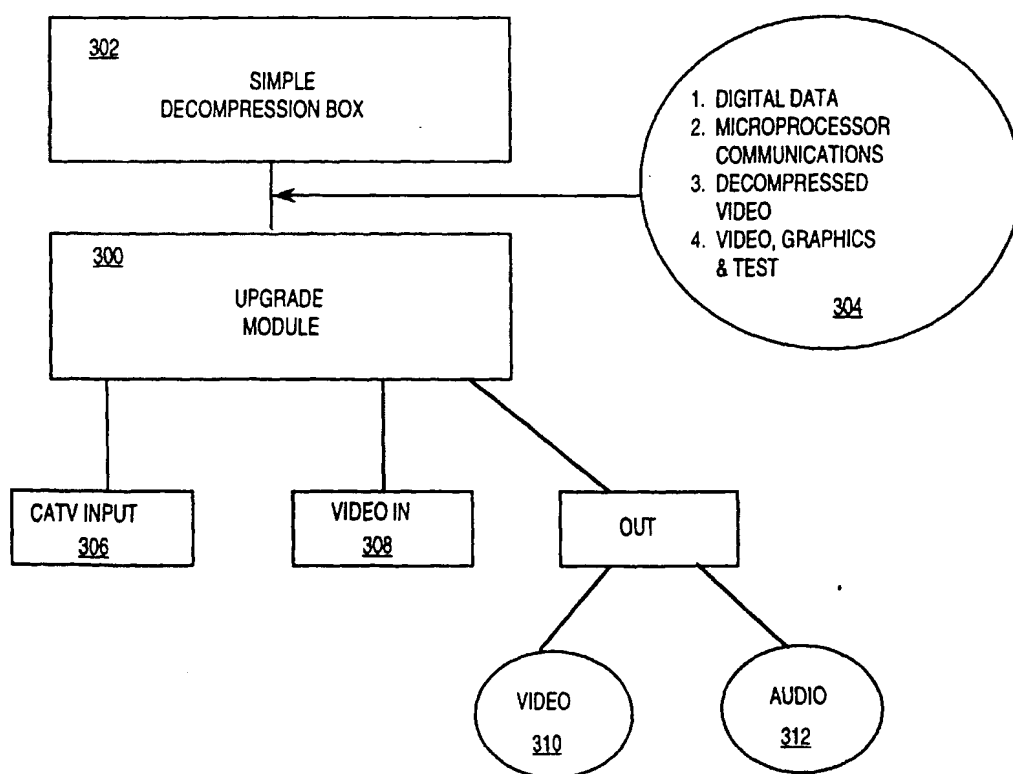 302
SIMPLE
DECOMPRESSION BOX
1. DIGITAL DATA
2. MICROPROCESSOR
COMMUNICATIONS
3. DECOMPRESSED
VIDEO
4. VIDEO, GRAPHICS
& TEST
304
300
UPGRADE
MODULE
CATV INPUT
306
VIDEO IN
308
OUT
VIDEO
310
AUDIO
312